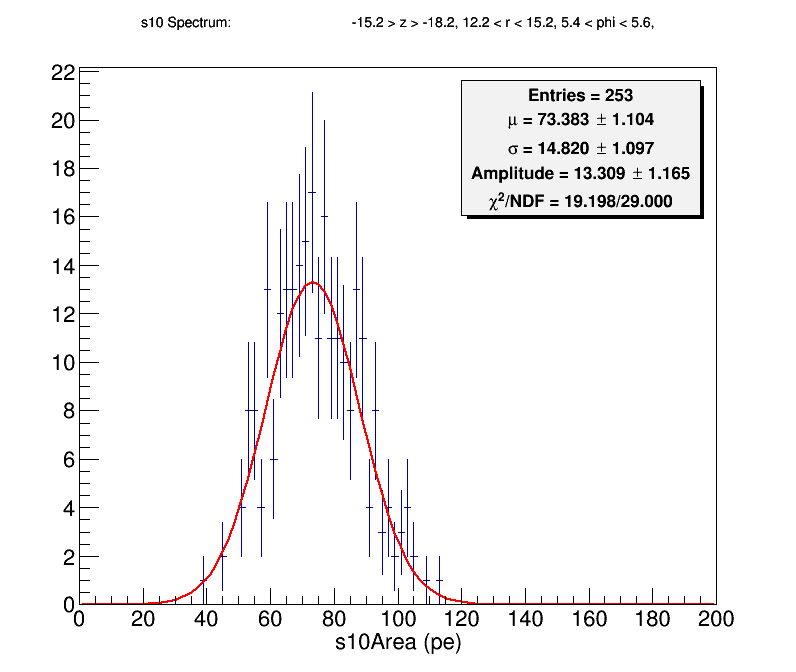 s10 Spectrum: -15.2 > z > -18.2, 12.2 < r < 15.2, 5.4 < phi < 5.6,
Entries = 253
μ = 73.383 ± 1.104
σ = 14.820 ± 1.097
Amplitude = 13.309 ± 1.165
χ²/NDF = 19.198/29.000
22
20
18
16
14
12
10
8
6
4
2
0
0 20 40 60 80 100 120 140 160 180 200
s10Area (pe)